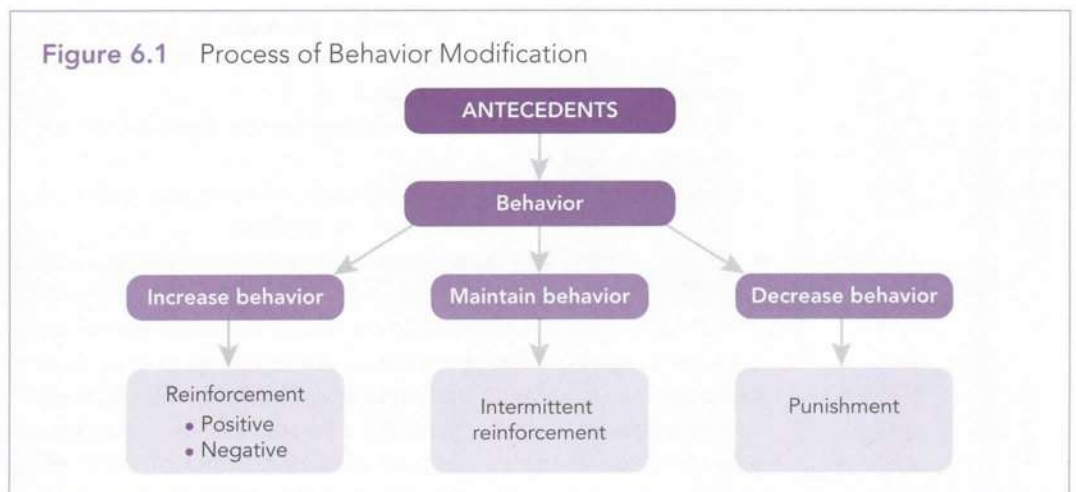 Figure 6.1 Process of Behavior Modification
ANTECEDENTS
Behavior
Increase behavior
Maintain behavior
Decrease behavior
Reinforcement
• Positive
• Negative
Intermittent
reinforcement
Punishment